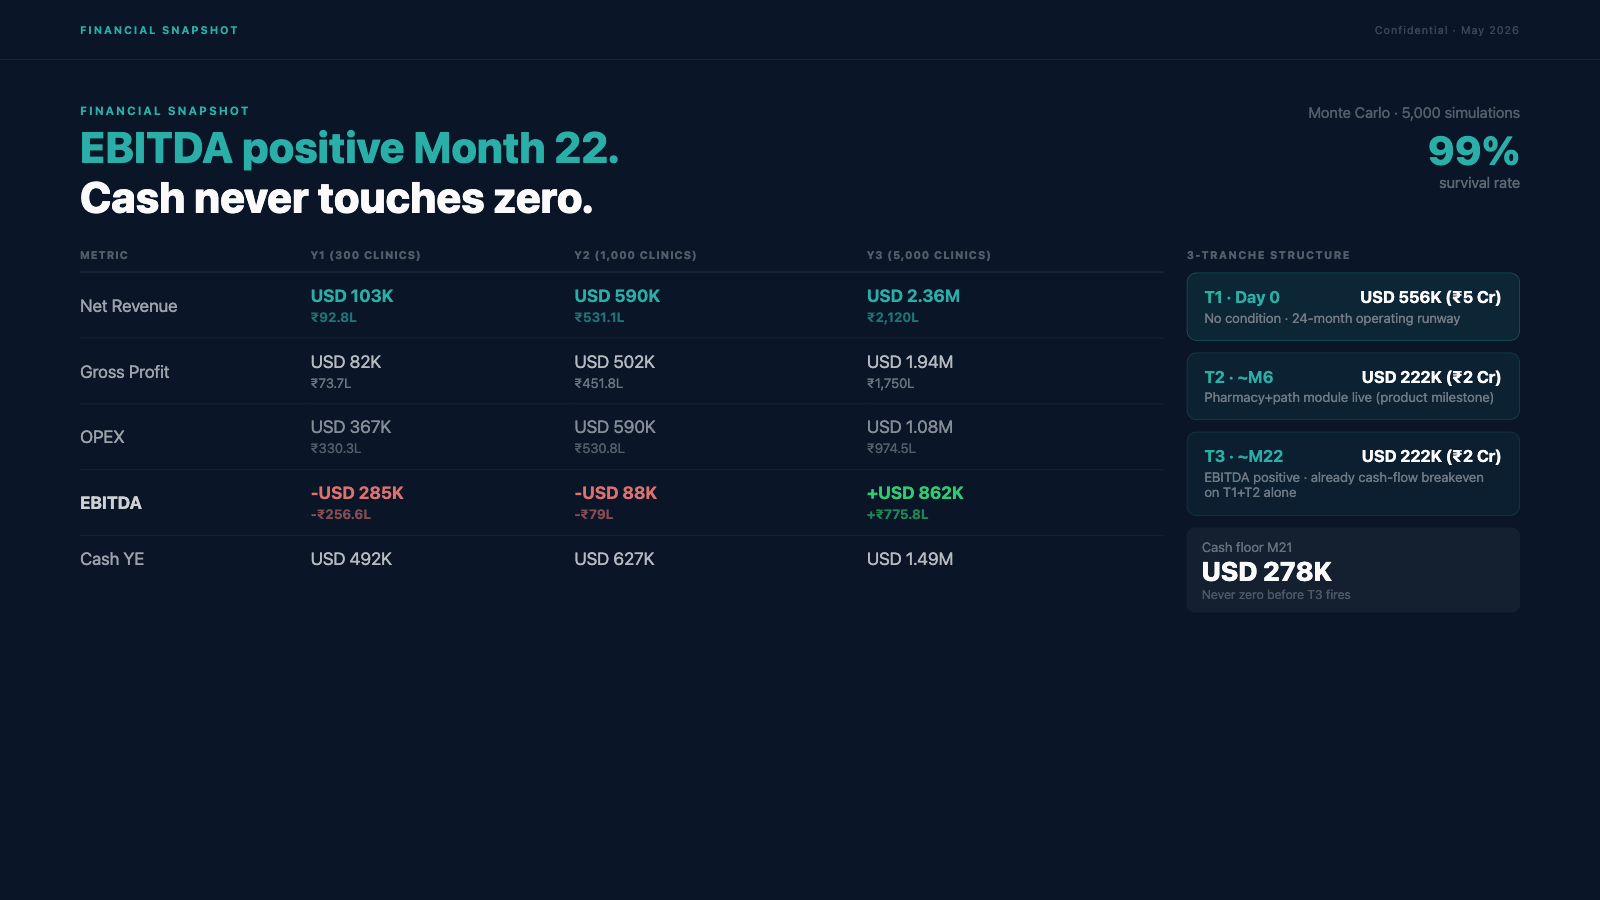 FINANCIAL SNAPSHOT
Confidential · May 2026
FINANCIAL SNAPSHOT
EBITDA positive Month 22.
Cash never touches zero.
Monte Carlo · 5,000 simulations
99%
survival rate
METRIC Y1 (300 CLINICS) Y2 (1,000 CLINICS) Y3 (5,000 CLINICS)
Net Revenue USD 103K USD 590K USD 2.36M
₹92.8L ₹531.1L ₹2,120L
Gross Profit USD 82K USD 502K USD 1.94M
₹73.7L ₹451.8L ₹1,750L
OPEX USD 367K USD 590K USD 1.08M
₹330.3L ₹530.8L ₹974.5L
EBITDA -USD 285K -USD 88K +USD 862K
-₹256.6L -₹79L +₹775.8L
Cash YE USD 492K USD 627K USD 1.49M
3-TRANCHE STRUCTURE
T1 · Day 0 USD 556K (₹5 Cr)
No condition · 24-month operating runway
T2 · ~M6 USD 222K (₹2 Cr)
Pharmacy+path module live (product milestone)
T3 · ~M22 USD 222K (₹2 Cr)
EBITDA positive · already cash-flow breakeven
on T1+T2 alone
Cash floor M21
USD 278K
Never zero before T3 fires